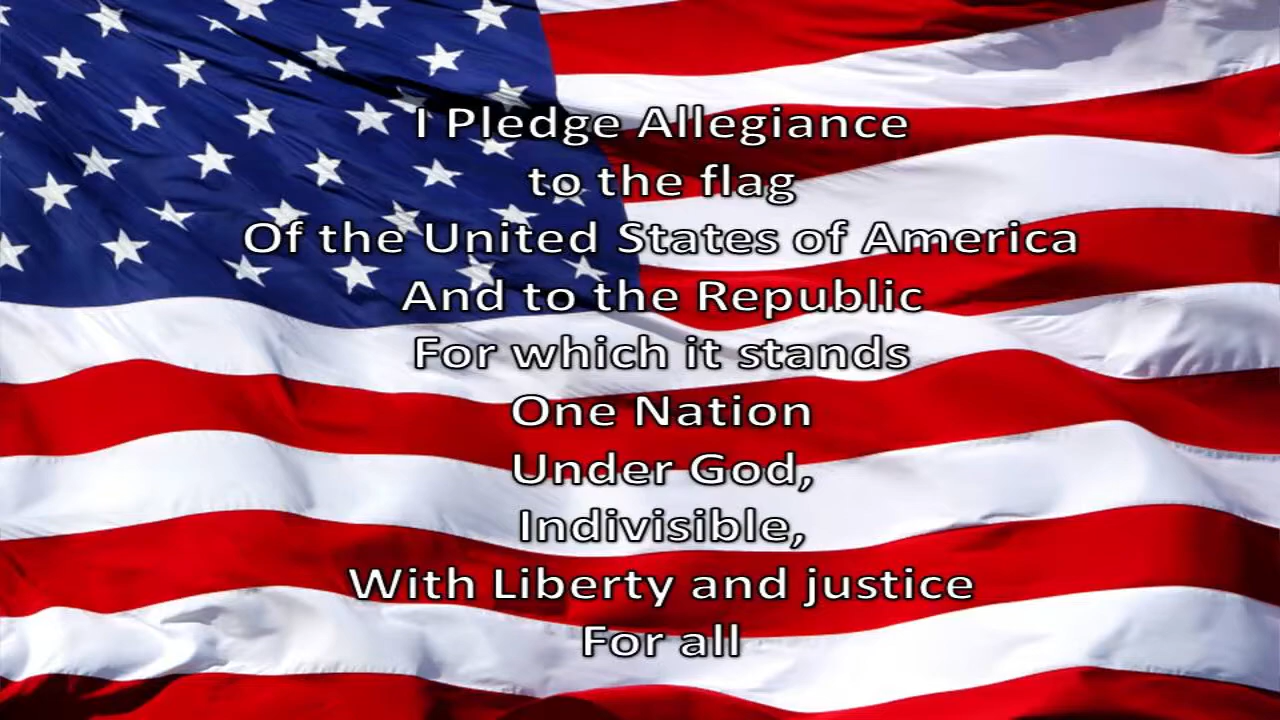 I Pledge Allegiance
to the flag
Of the United States of America
And to the Republic
For which it stands
One Nation
Under God,
Indivisible,
With Liberty and justice
For all